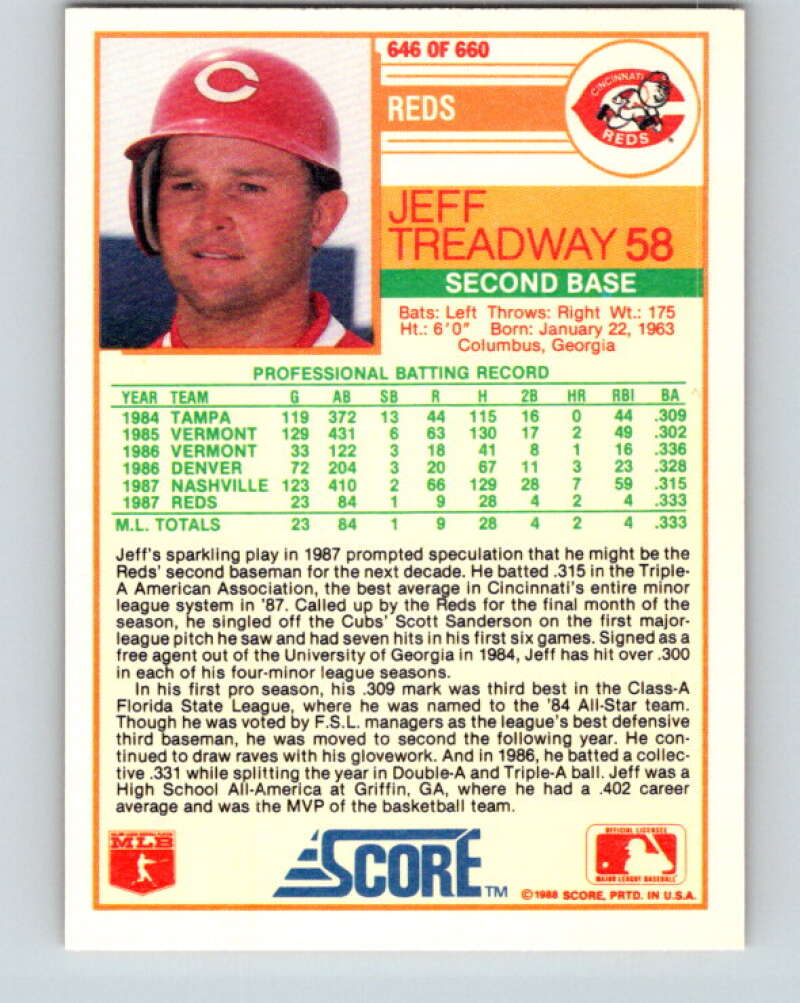 646 OF 660
CINCINNATI
REDS
REDS
JEFF
TREADWAY 58
SECOND BASE
Bats: Left Throws: Right Wt.: 175
Ht.: 6'0" Born: January 22, 1963
Columbus, Georgia
PROFESSIONAL BATTING RECORD
YEAR TEAM G AB SB R H 2B HR RBI BA
1984 TAMPA 119 372 13 44 115 16 0 44 .309
1985 VERMONT 129 431 6 63 130 17 2 49 .302
1986 VERMONT 33 122 3 18 41 8 1 16 .336
1986 DENVER 72 204 3 20 67 11 3 23 .328
1987 NASHVILLE 123 410 2 66 129 28 7 59 .315
1987 REDS 23 84 1 9 28 4 2 4 .333
M.L. TOTALS 23 84 1 9 28 4 2 4 .333
Jeff's sparkling play in 1987 prompted speculation that he might be the
Reds' second baseman for the next decade. He batted .315 in the Triple-
A American Association, the best average in Cincinnati's entire minor
league system in '87. Called up by the Reds for the final month of the
season, he singled off the Cubs' Scott Sanderson on the first major-
league pitch he saw and had seven hits in his first six games. Signed as a
free agent out of the University of Georgia in 1984, Jeff has hit over .300
in each of his four-minor league seasons.
In his first pro season, his .309 mark was third best in the Class-A
Florida State League, where he was named to the '84 All-Star team.
Though he was voted by F.S.L. managers as the league's best defensive
third baseman, he was moved to second the following year. He con-
tinued to draw raves with his glovework. And in 1986, he batted a collec-
tive .331 while splitting the year in Double-A and Triple-A ball. Jeff was a
High School All-America at Griffin, GA, where he had a .402 career
average and was the MVP of the basketball team.
MLB
SCORE™
OFFICIAL LICENSEE
MAJOR LEAGUE BASEBALL
©1988 SCORE, PRTD. IN U.S.A.